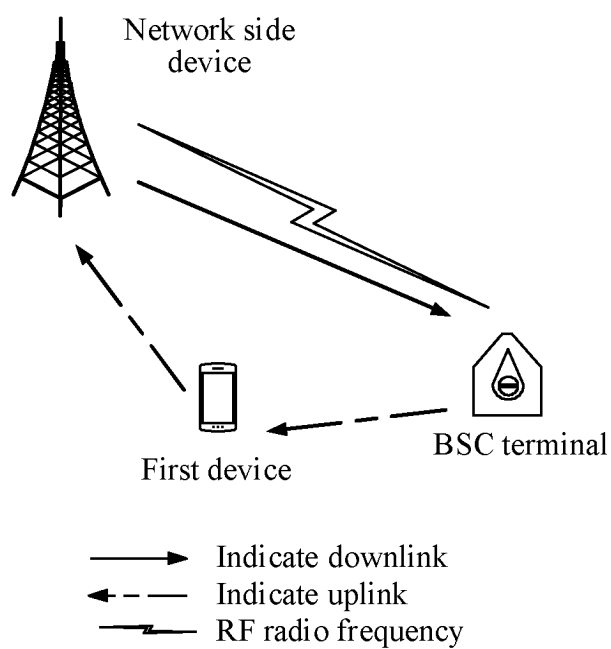 Network side
device
First device
BSC terminal
Indicate downlink
Indicate uplink
RF radio frequency